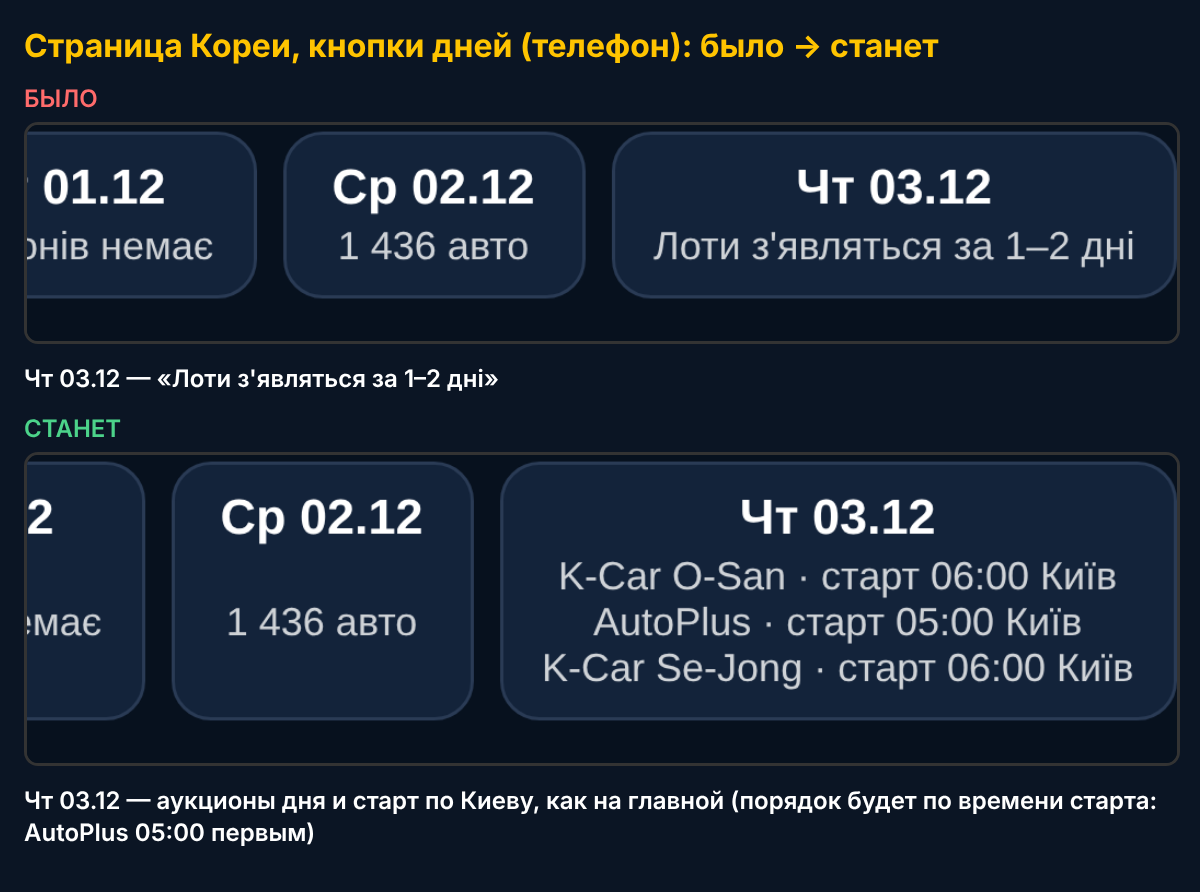 Страница Кореи, кнопки дней (телефон): было → станет
БЫЛО
01.12
Ср 02.12
Чт 03.12
немає
1 436 авто
Лоти з'являться за 1–2 дні
Чт 03.12 — «Лоти з'являться за 1–2 дні»
СТАНЕТ
2
Ср 02.12
Чт 03.12
K-Car O-San · старт 06:00 Київ
1 436 авто
AutoPlus · старт 05:00 Київ
K-Car Se-Jong · старт 06:00 Київ
Чт 03.12 — аукционы дня и старт по Киеву, как на главной (порядок будет по времени старта:
AutoPlus 05:00 первым)